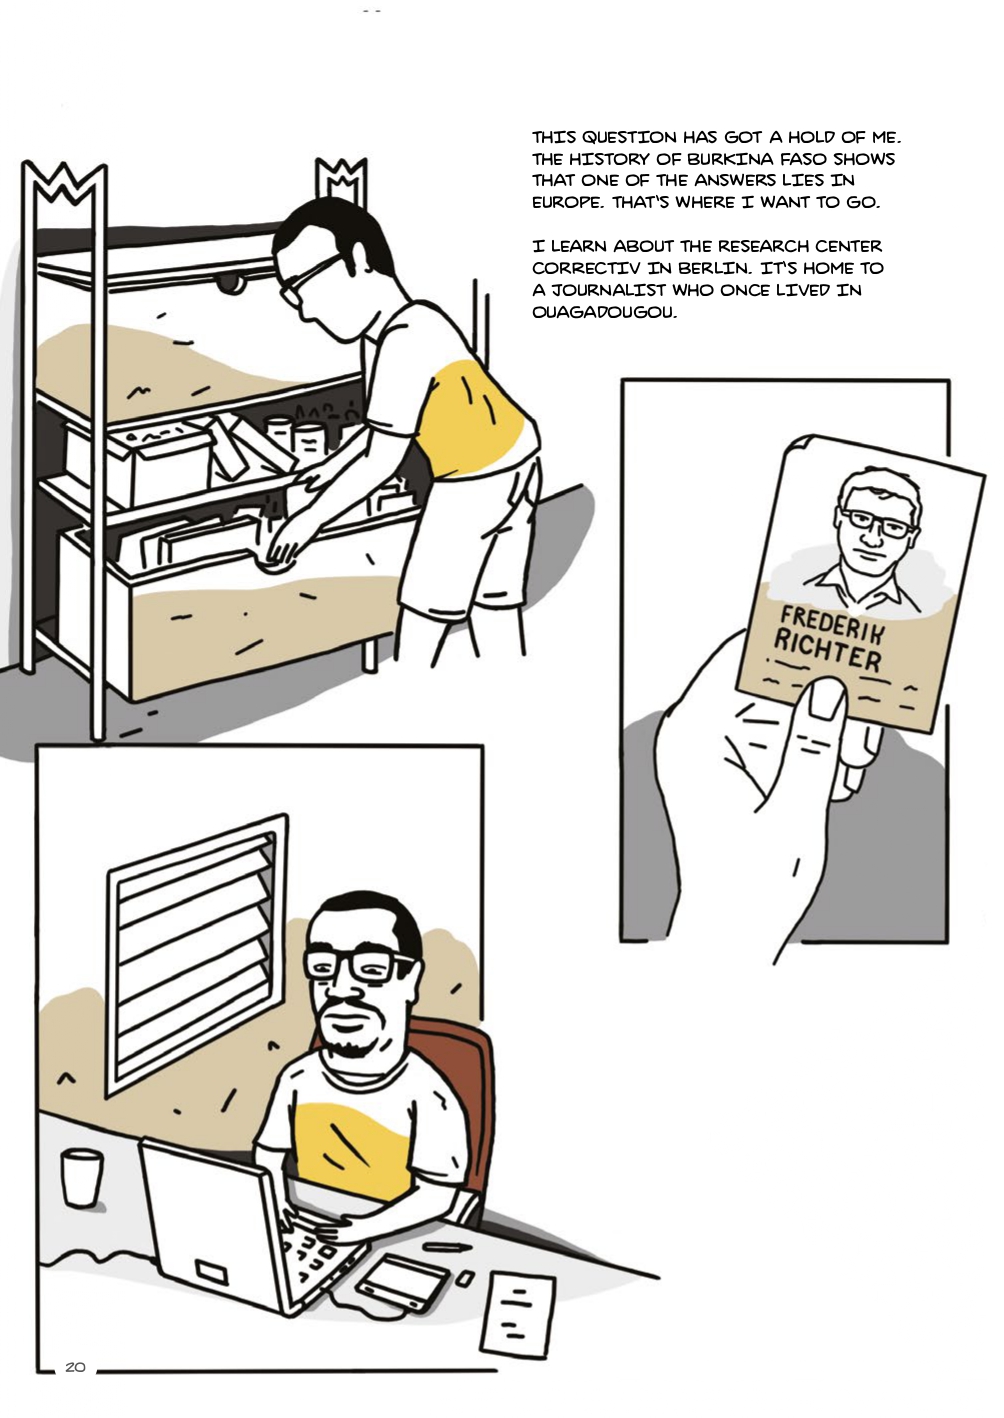 THIS QUESTION HAS GOT A HOLD OF ME.
THE HISTORY OF BURKINA FASO SHOWS
THAT ONE OF THE ANSWERS LIES IN
EUROPE. THAT'S WHERE I WANT TO GO.
I LEARN ABOUT THE RESEARCH CENTER
CORRECTIV IN BERLIN. IT'S HOME TO
A JOURNALIST WHO ONCE LIVED IN
OUAGADOUGOU.
FREDERIK
RICHTER
20